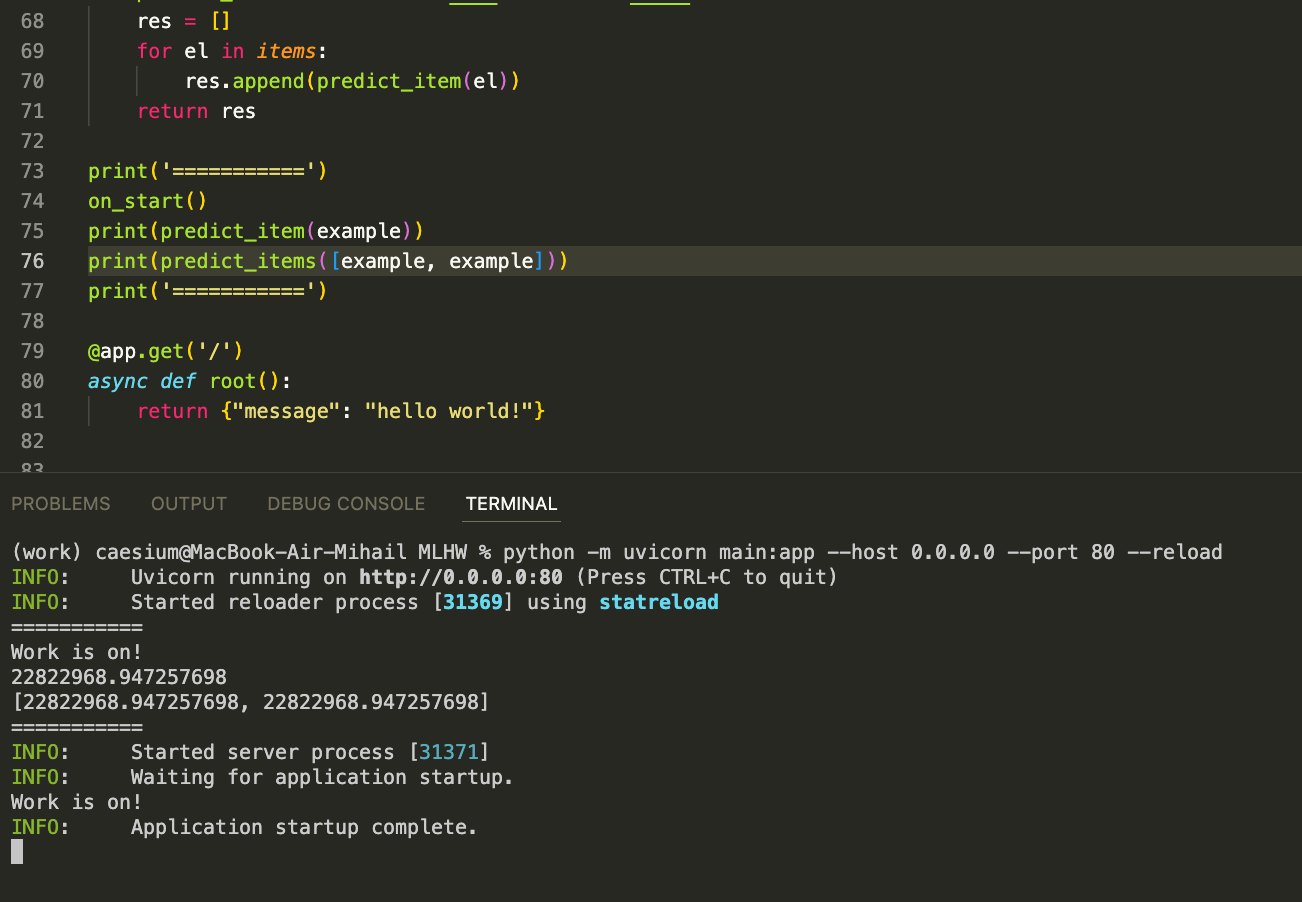 68 res = []
69 for el in items:
70 res.append(predict_item(el))
71 return res
72
73 print('===========')
74 on_start()
75 print(predict_item(example))
76 print(predict_items([example, example]))
77 print('===========')
78
79 @app.get('/')
80 async def root():
81 return {"message": "hello world!"}
82
83
PROBLEMS OUTPUT DEBUG CONSOLE TERMINAL
(work) caesium@MacBook-Air-Mihail MLHW % python -m uvicorn main:app --host 0.0.0.0 --port 80 --reload
INFO: Uvicorn running on http://0.0.0.0:80 (Press CTRL+C to quit)
INFO: Started reloader process [31369] using statreload
===========
Work is on!
22822968.947257698
[22822968.947257698, 22822968.947257698]
===========
INFO: Started server process [31371]
INFO: Waiting for application startup.
Work is on!
INFO: Application startup complete.